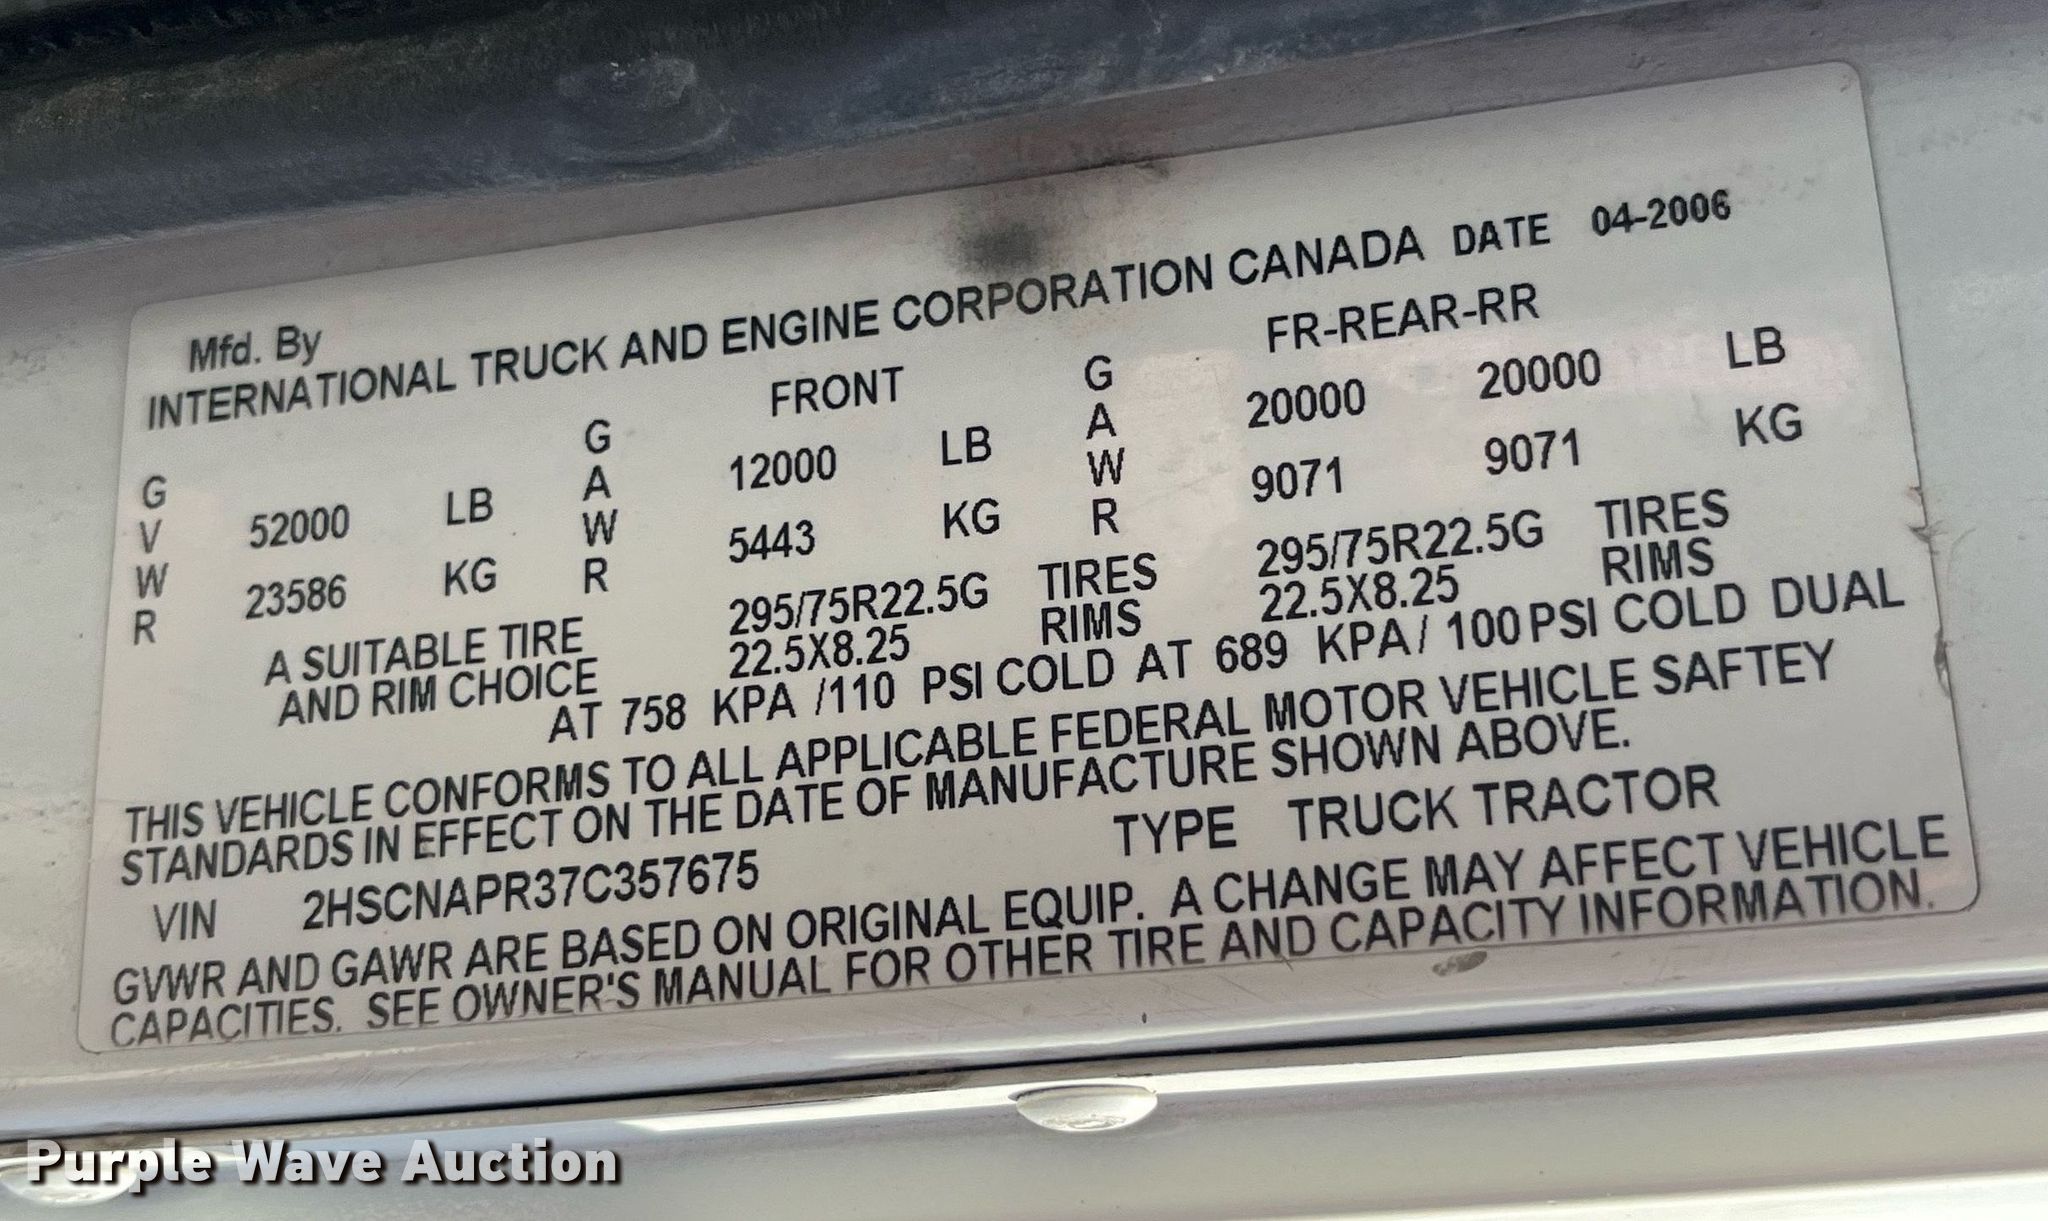 Mfd. By
INTERNATIONAL TRUCK AND ENGINE CORPORATION CANADA DATE 04-2006
FRONT G FR-REAR-RR
G 12000 LB A 20000 20000 LB
G 52000 LB A W 9071 9071 KG
V W 5443 KG R
W 23586 KG R 295/75R22.5G TIRES 295/75R22.5G TIRES
R A SUITABLE TIRE 22.5X8.25 RIMS 22.5X8.25 RIMS
AND RIM CHOICE
AT 758 KPA /110 PSI COLD AT 689 KPA/ 100 PSI COLD DUAL
THIS VEHICLE CONFORMS TO ALL APPLICABLE FEDERAL MOTOR VEHICLE SAFTEY
STANDARDS IN EFFECT ON THE DATE OF MANUFACTURE SHOWN ABOVE.
VIN 2HSCNAPR37C357675 TYPE TRUCK TRACTOR
GVWR AND GAWR ARE BASED ON ORIGINAL EQUIP. A CHANGE MAY AFFECT VEHICLE
CAPACITIES. SEE OWNER'S MANUAL FOR OTHER TIRE AND CAPACITY INFORMATION.
Purple Wave Auction